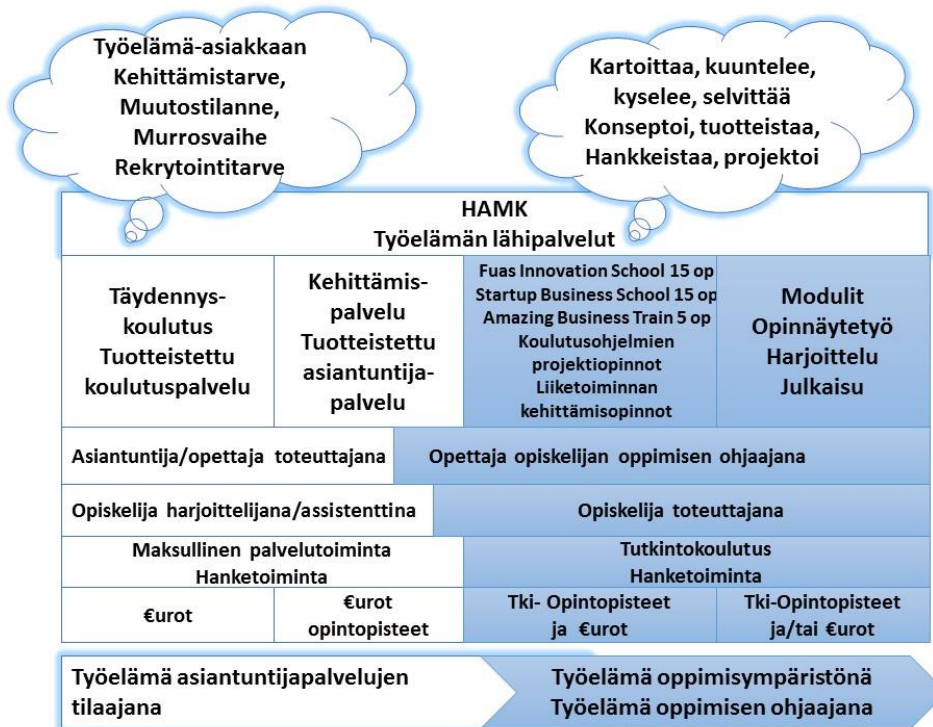 Työelämä-asiakkaan
Kehittämistarve,
Muutostilanne,
Murrosvaihe
Rekrytointitarve
Kartoittaa, kuuntelee,
kyselee, selvittää
Konseptoi, tuotteistaa,
Hankkeistaa, projektoi
HAMK
Työelämän lähipalvelut
Täydennys-
koulutus
Tuotteistettu
koulutuspalvelu
Kehittämis-
palvelu
Tuotteistettu
asiantuntija-
palvelu
Fuas Innovation School 15 op
Startup Business School 15 op
Amazing Business Train 5 op
Koulutusohjelmien
projektiopinnot
Liiketoiminnan
kehittämisopinnot
Modulit
Opinnäytetyö
Harjoittelu
Julkaisu
Asiantuntija/opettaja toteuttajana
Opettaja opiskelijan oppimisen ohjaajana
Opiskelija harjoittelijana/assistenttina
Opiskelija toteuttajana
Maksullinen palvelutoiminta
Hanketoiminta
Tutkintokoulutus
Hanketoiminta
€urot
€urot
opintopisteet
Tki- Opintopisteet
ja €urot
Tki-Opintopisteet
ja/tai €urot
Työelämä asiantuntijapalvelujen
tilaajana
Työelämä oppimisympäristönä
Työelämä oppimisen ohjaajana